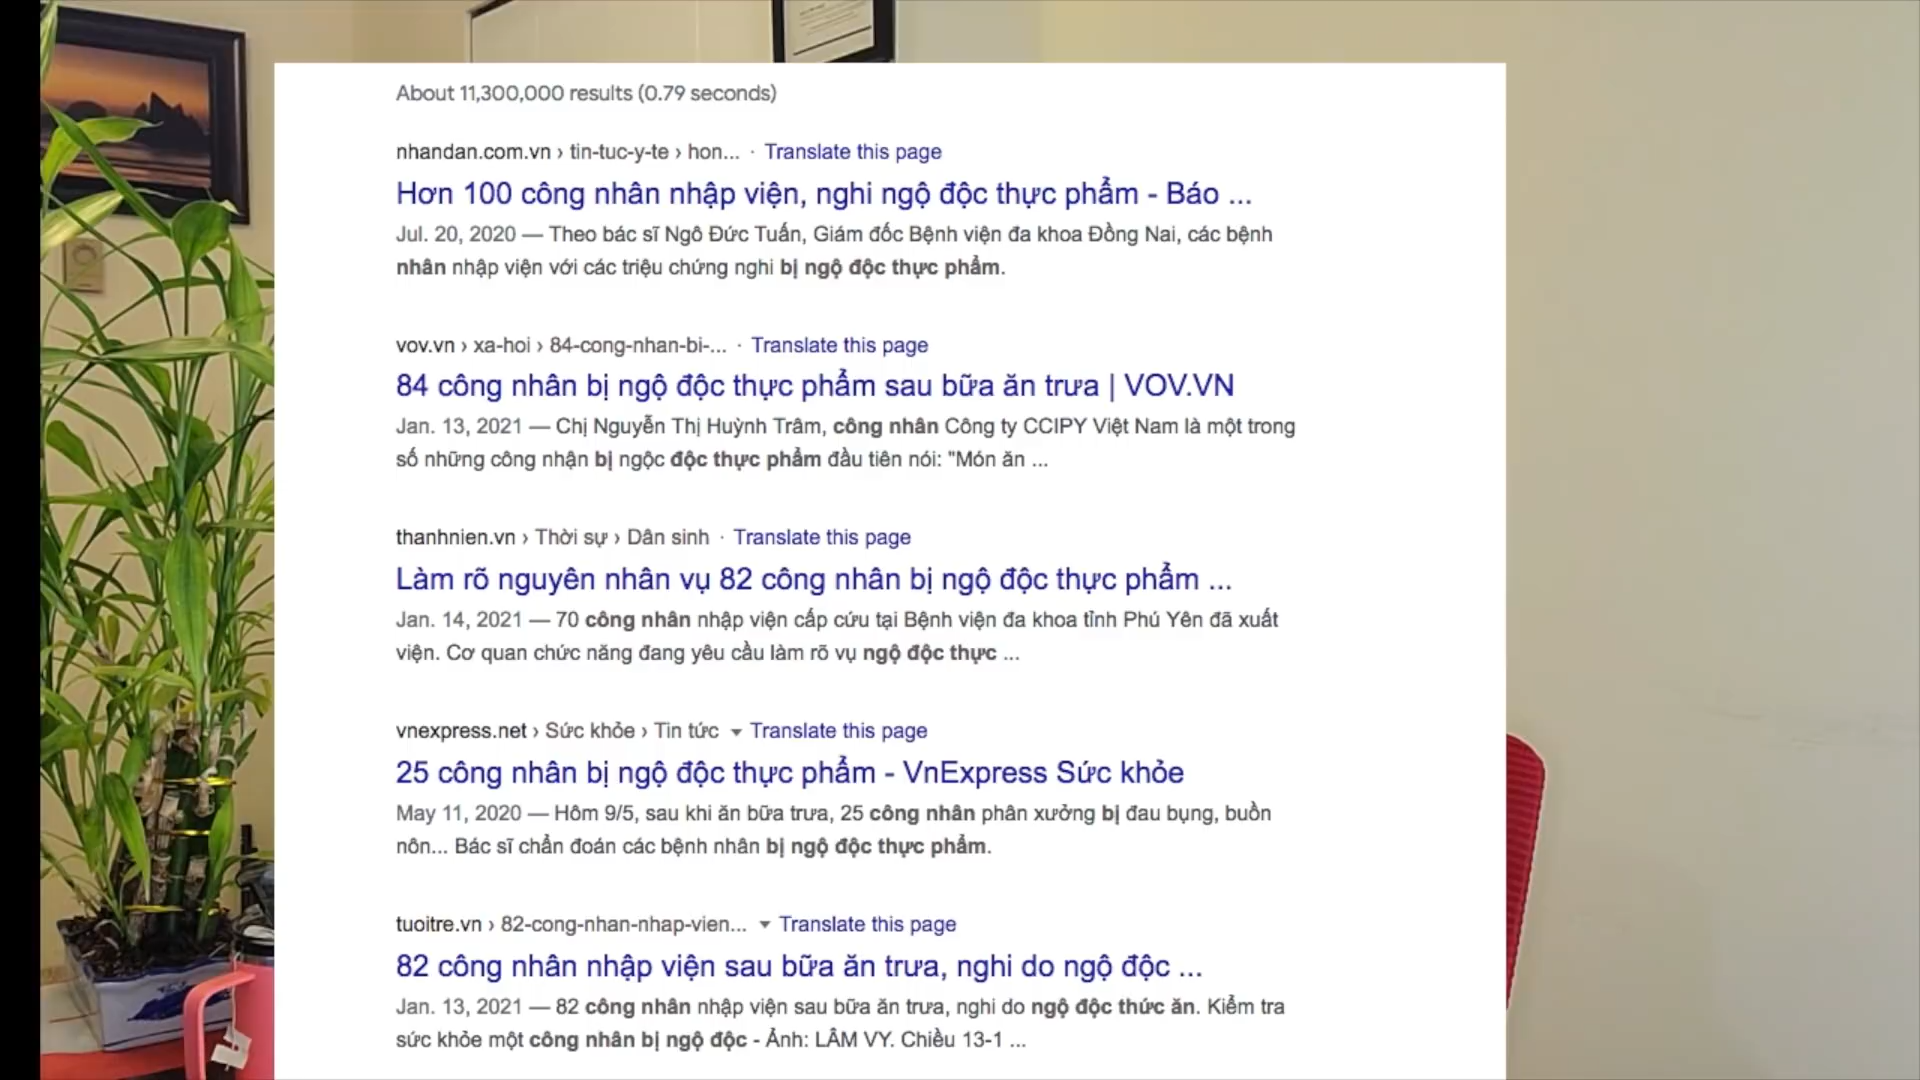 About 11,300,000 results (0.79 seconds)
nhandan.com.vn › tin-tuc-y-te › hon... · Translate this page
Hơn 100 công nhân nhập viện, nghi ngộ độc thực phẩm - Báo ...
Jul. 20, 2020 — Theo bác sĩ Ngô Đức Tuấn, Giám đốc Bệnh viện đa khoa Đồng Nai, các bệnh
nhân nhập viện với các triệu chứng nghi bị ngộ độc thực phẩm.
vov.vn › xa-hoi › 84-cong-nhan-bi-... · Translate this page
84 công nhân bị ngộ độc thực phẩm sau bữa ăn trưa | VOV.VN
Jan. 13, 2021 — Chị Nguyễn Thị Huỳnh Trâm, công nhân Công ty CCIPY Việt Nam là một trong
số những công nhận bị ngộc độc thực phẩm đầu tiên nói: "Món ăn ...
thanhnien.vn › Thời sự › Dân sinh · Translate this page
Làm rõ nguyên nhân vụ 82 công nhân bị ngộ độc thực phẩm ...
Jan. 14, 2021 — 70 công nhân nhập viện cấp cứu tại Bệnh viện đa khoa tỉnh Phú Yên đã xuất
viện. Cơ quan chức năng đang yêu cầu làm rõ vụ ngộ độc thực ...
vnexpress.net › Sức khỏe › Tin tức ▾ Translate this page
25 công nhân bị ngộ độc thực phẩm - VnExpress Sức khỏe
May 11, 2020 — Hôm 9/5, sau khi ăn bữa trưa, 25 công nhân phân xưởng bị đau bụng, buồn
nôn... Bác sĩ chẩn đoán các bệnh nhân bị ngộ độc thực phẩm.
tuoitre.vn › 82-cong-nhan-nhap-vien... ▾ Translate this page
82 công nhân nhập viện sau bữa ăn trưa, nghi do ngộ độc ...
Jan. 13, 2021 — 82 công nhân nhập viện sau bữa ăn trưa, nghi do ngộ độc thức ăn. Kiểm tra
sức khỏe một công nhân bị ngộ độc - Ảnh: LÂM VY. Chiều 13-1 ...